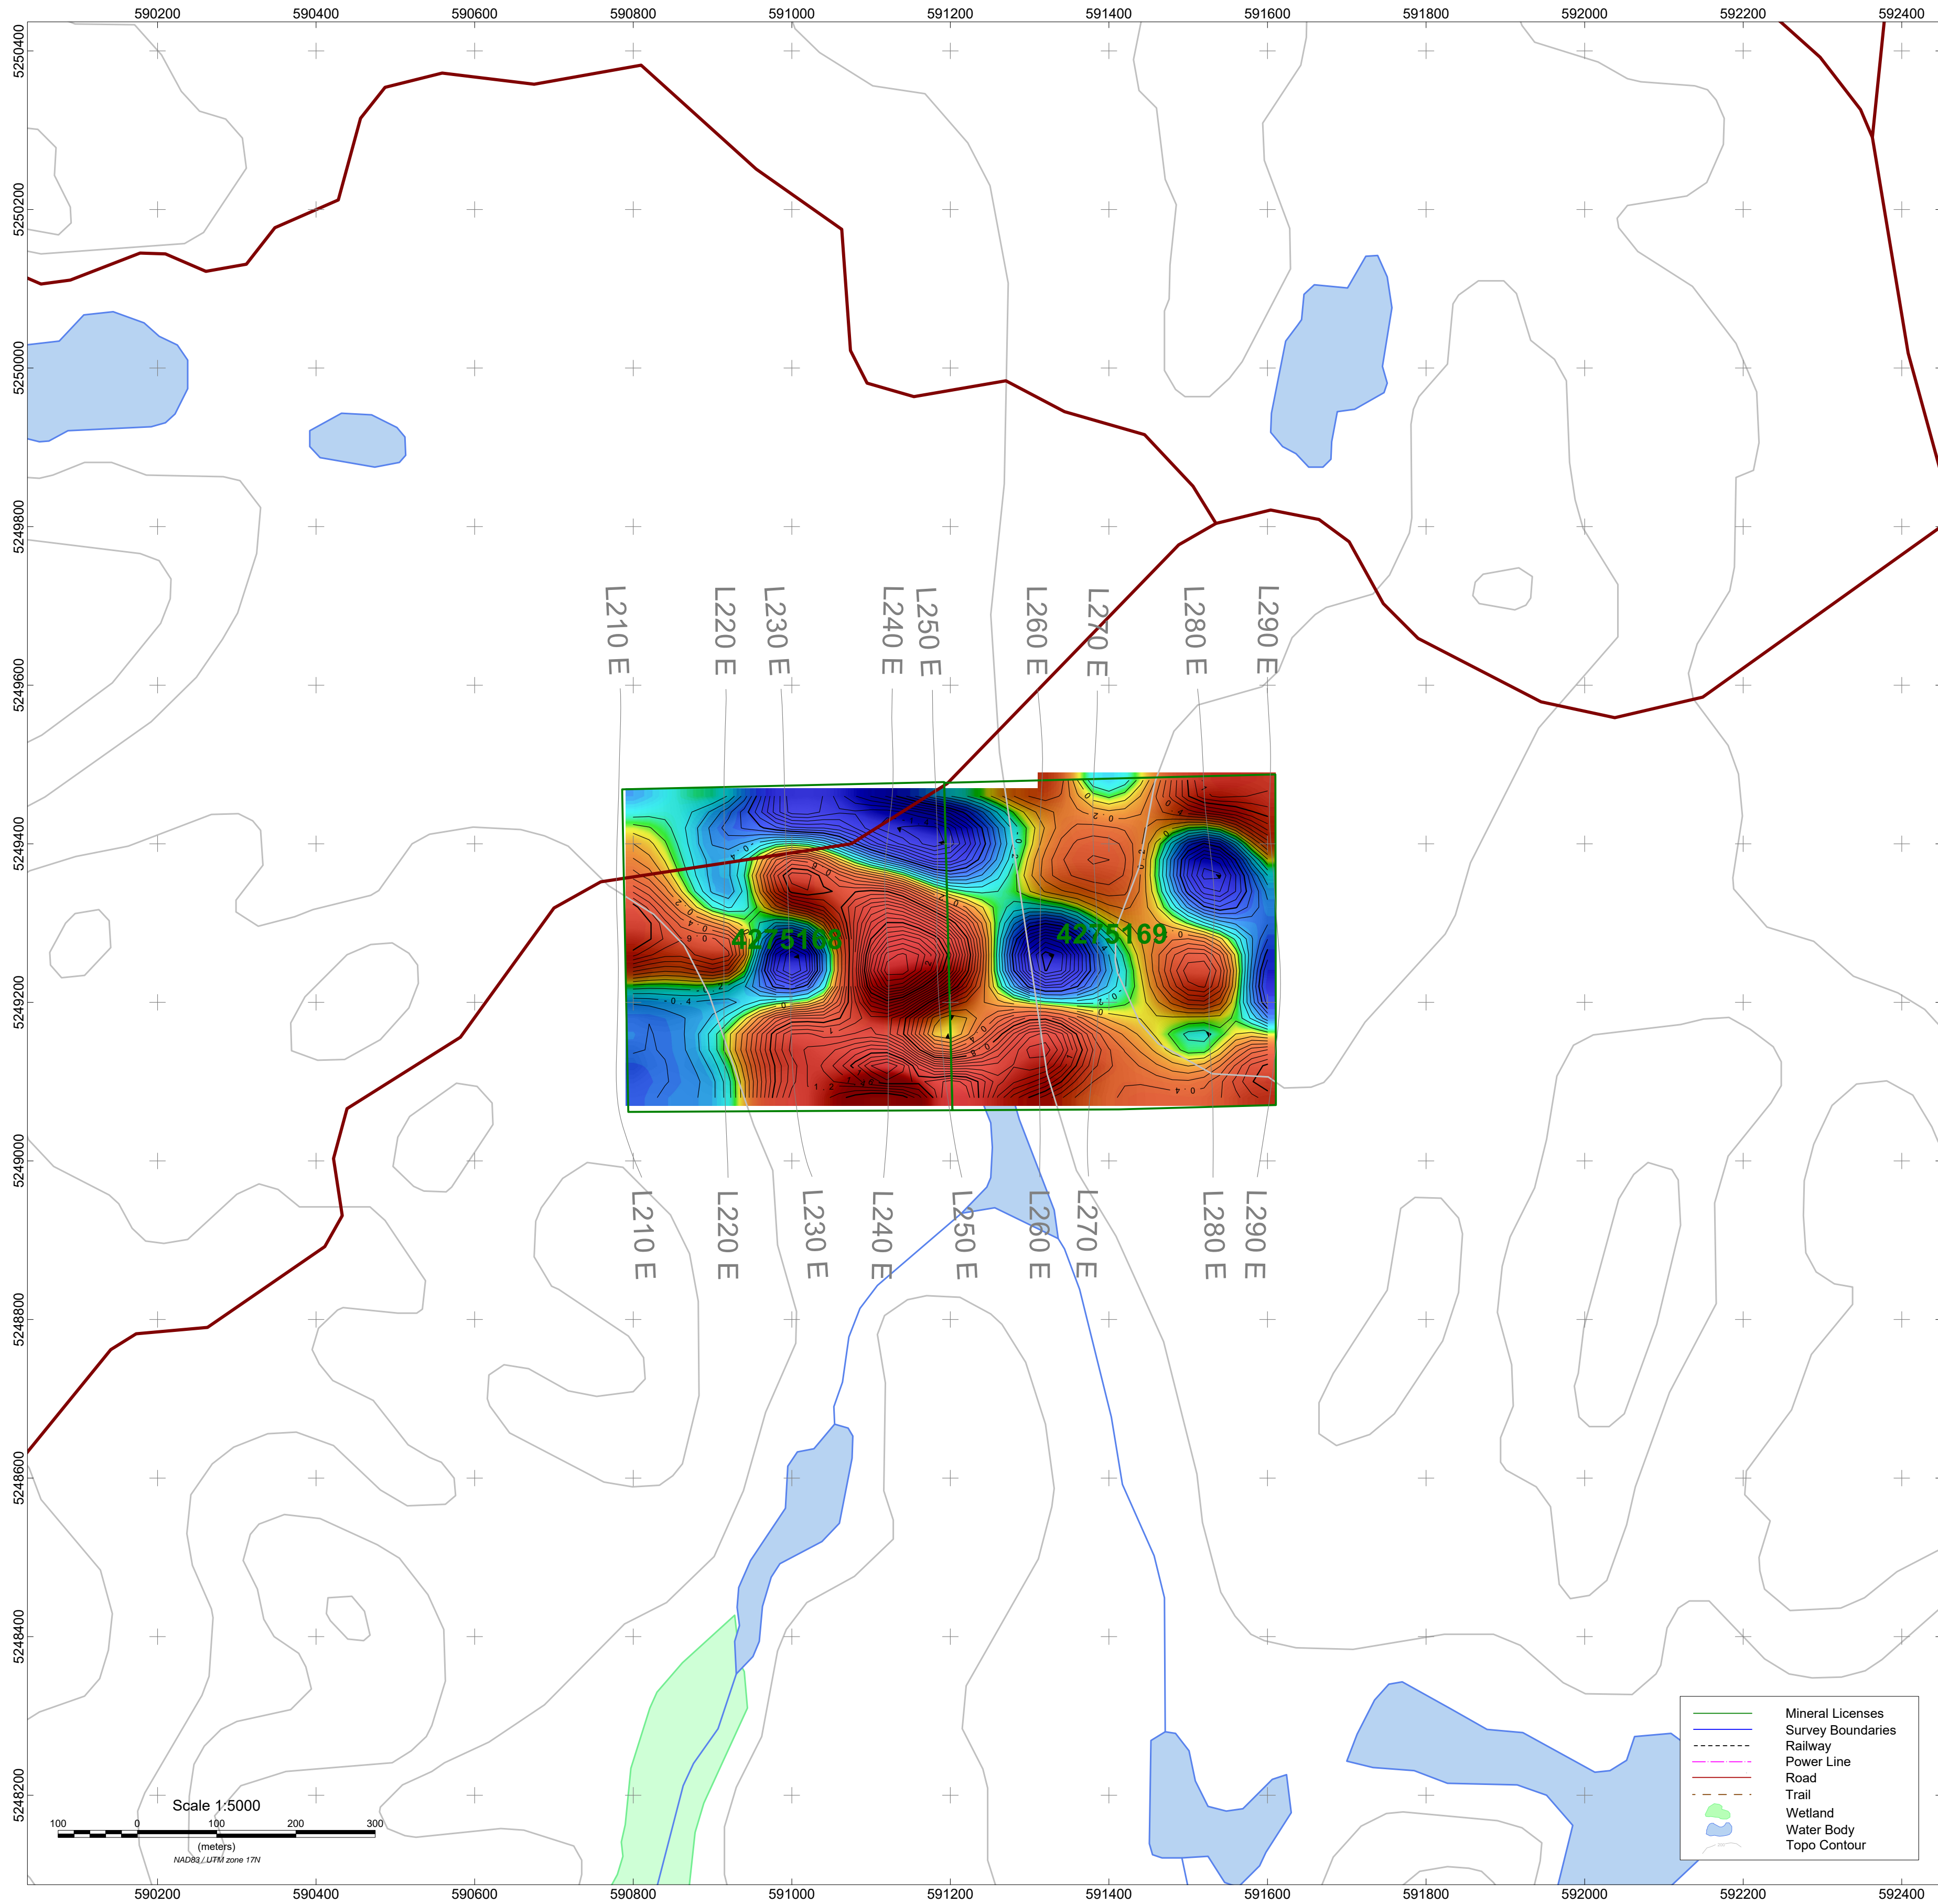 590200 590400 590600 590800 591000 591200 591400 591600 591800 592000 592200 592400
5250400
5250200
5250000
5249800
5249600
5249400
5249200
5249000
5248800
5248600
5248400
5248200
L210 E L220 E L230 E L240 E L250 E L260 E L270 E L280 E L290 E
4275168 4275169
L210 E L220 E L230 E L240 E L250 E L260 E L270 E L280 E L290 E
Scale 1:5000
100 0 100 200 300
(meters)
NAD83 / UTM zone 17N
Mineral Licenses
Survey Boundaries
Railway
Power Line
Road
Trail
Wetland
Water Body
Topo Contour
590200 590400 590600 590800 591000 591200 591400 591600 591800 592000 592200 592400